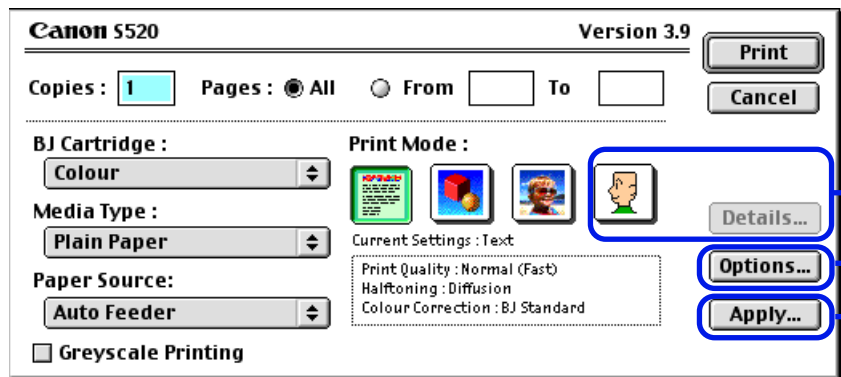 Canon S520
Version 3.9
Print
Copies : 1 Pages : All From To
Cancel
BJ Cartridge :
Colour
Media Type :
Plain Paper
Paper Source:
Auto Feeder
Greyscale Printing
Print Mode :
Current Settings : Text
Print Quality : Normal (Fast)
Halftoning : Diffusion
Colour Correction : BJ Standard
Details...
Options...
Apply...